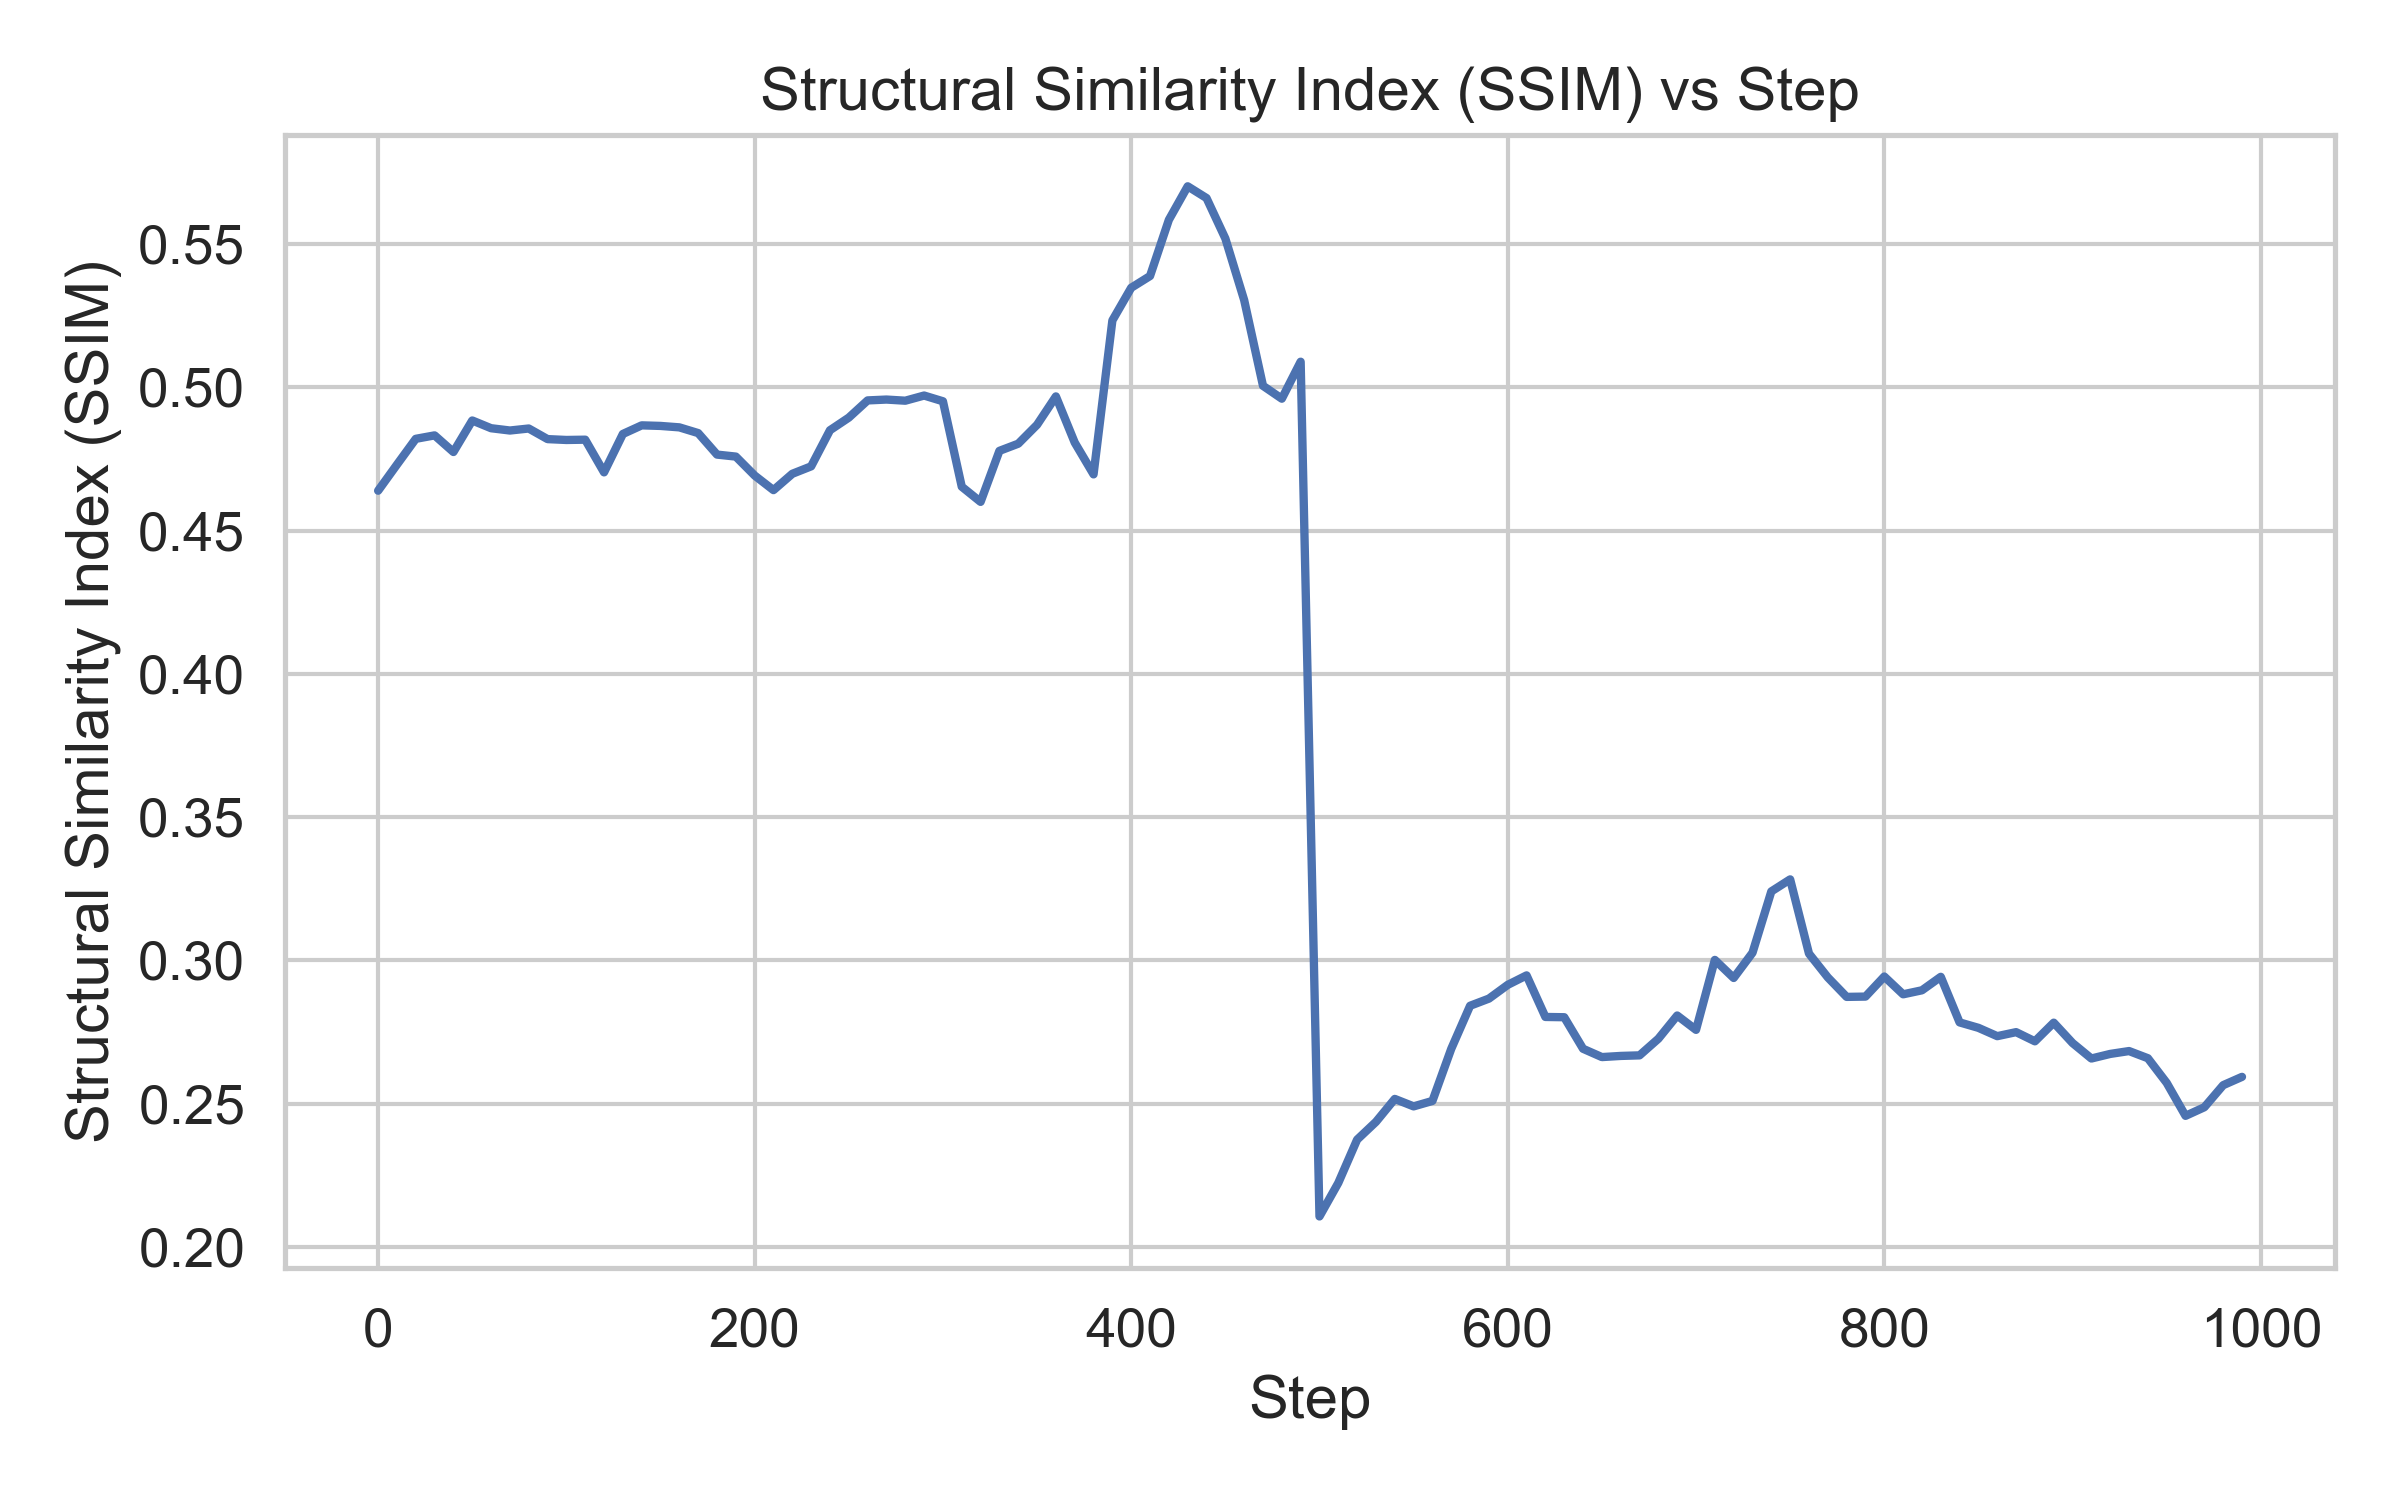 Structural Similarity Index (SSIM) vs Step
Structural Similarity Index (SSIM)
0.55
0.50
0.45
0.40
0.35
0.30
0.25
0.20
0 200 400 600 800 1000
Step